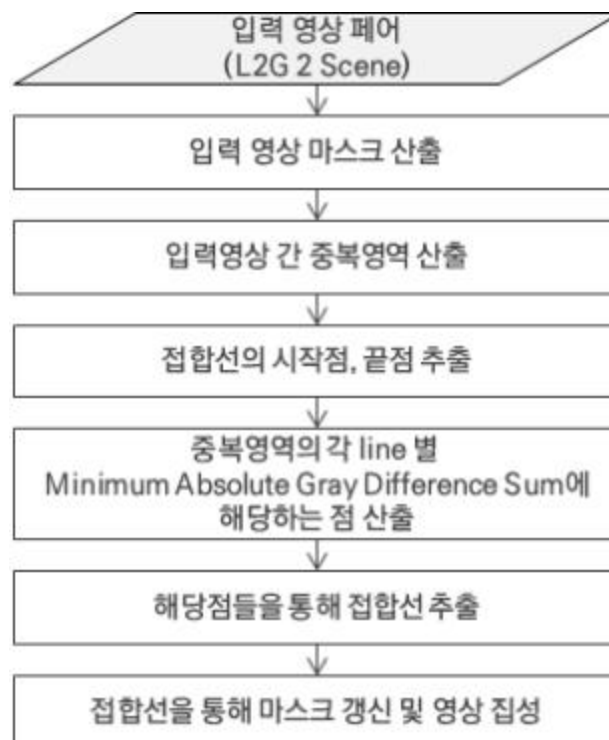 입력 영상 페어
(L2G 2 Scene)
입력 영상 마스크 산출
입력영상 간 중복영역 산출
접합선의 시작점, 끝점 추출
중복영역의 각 line 별
Minimum Absolute Gray Difference Sum에
해당하는 점 산출
해당점들을 통해 접합선 추출
접합선을 통해 마스크 갱신 및 영상 집성